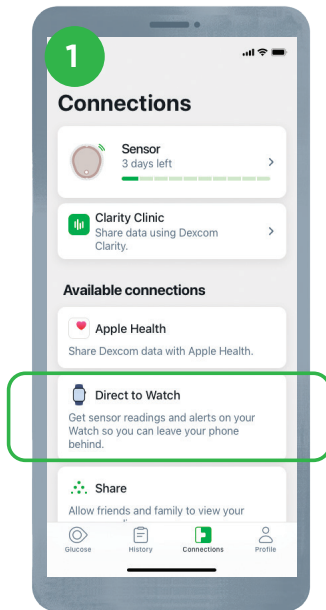 1
Connections
Sensor
3 days left
Clarity Clinic
Share data using Dexcom
Clarity.
Available connections
Apple Health
Share Dexcom data with Apple Health.
Direct to Watch
Get sensor readings and alerts on your
Watch so you can leave your phone
behind.
Share
Allow friends and family to view your
Glucose
History
Connections
Profile